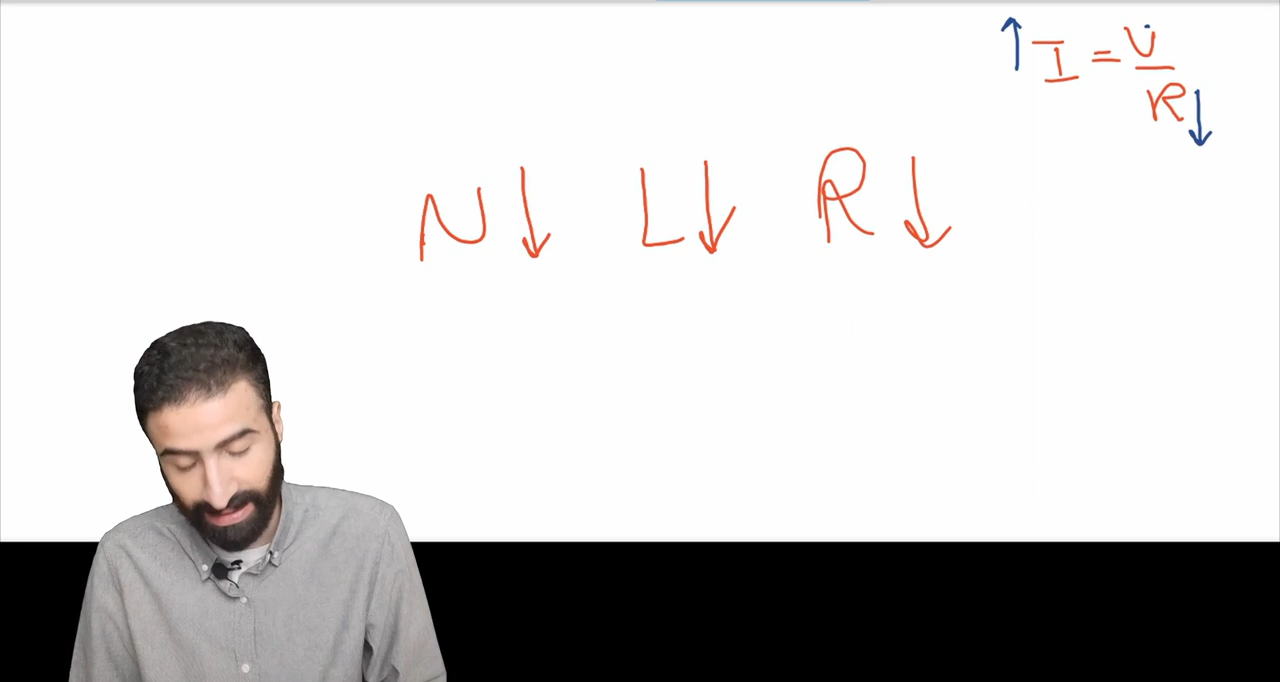 ↑ I = V / R ↓
N ↓ L ↓ R ↓